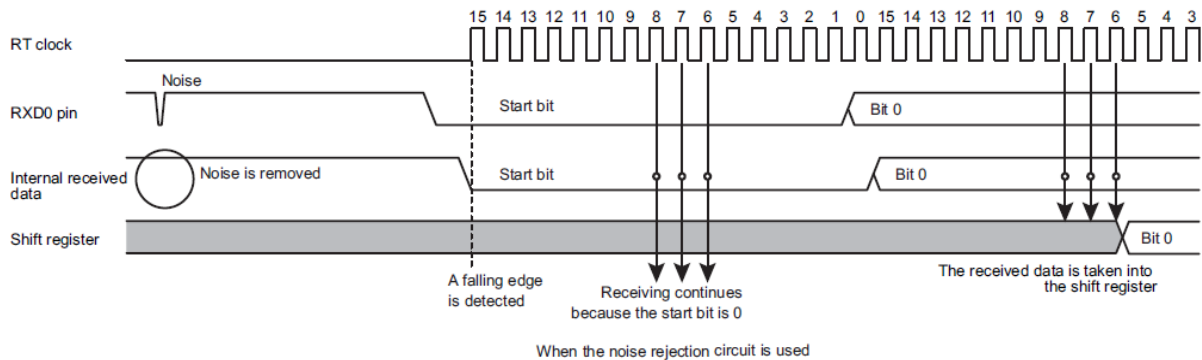 15 14 13 12 11 10 9 8 7 6 5 4 3 2 1 0 15 14 13 12 11 10 9 8 7 6 5 4 3
RT clock
Noise
RXD0 pin
Start bit
Bit 0
Internal received
data
Noise is removed
Start bit
Bit 0
Shift register
Bit 0
A falling edge
is detected
Receiving continues
because the start bit is 0
The received data is taken into
the shift register
When the noise rejection circuit is used